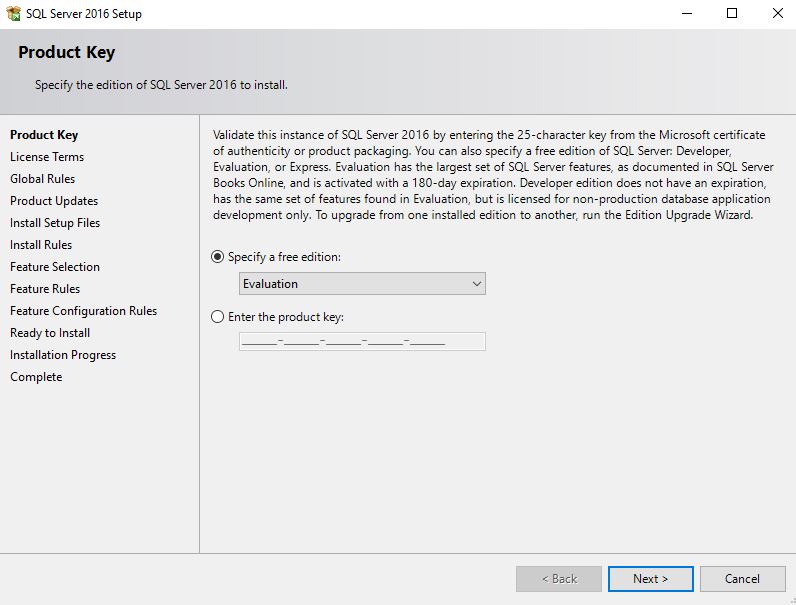 SQL Server 2016 Setup
Product Key
Specify the edition of SQL Server 2016 to install.
Product Key
License Terms
Global Rules
Product Updates
Install Setup Files
Install Rules
Feature Selection
Feature Rules
Feature Configuration Rules
Ready to Install
Installation Progress
Complete
Validate this instance of SQL Server 2016 by entering the 25-character key from the Microsoft certificate
of authenticity or product packaging. You can also specify a free edition of SQL Server: Developer,
Evaluation, or Express. Evaluation has the largest set of SQL Server features, as documented in SQL Server
Books Online, and is activated with a 180-day expiration. Developer edition does not have an expiration,
has the same set of features found in Evaluation, but is licensed for non-production database application
development only. To upgrade from one installed edition to another, run the Edition Upgrade Wizard.
Specify a free edition:
Evaluation
Enter the product key:
_____-_____-_____-_____-_____
< Back
Next >
Cancel